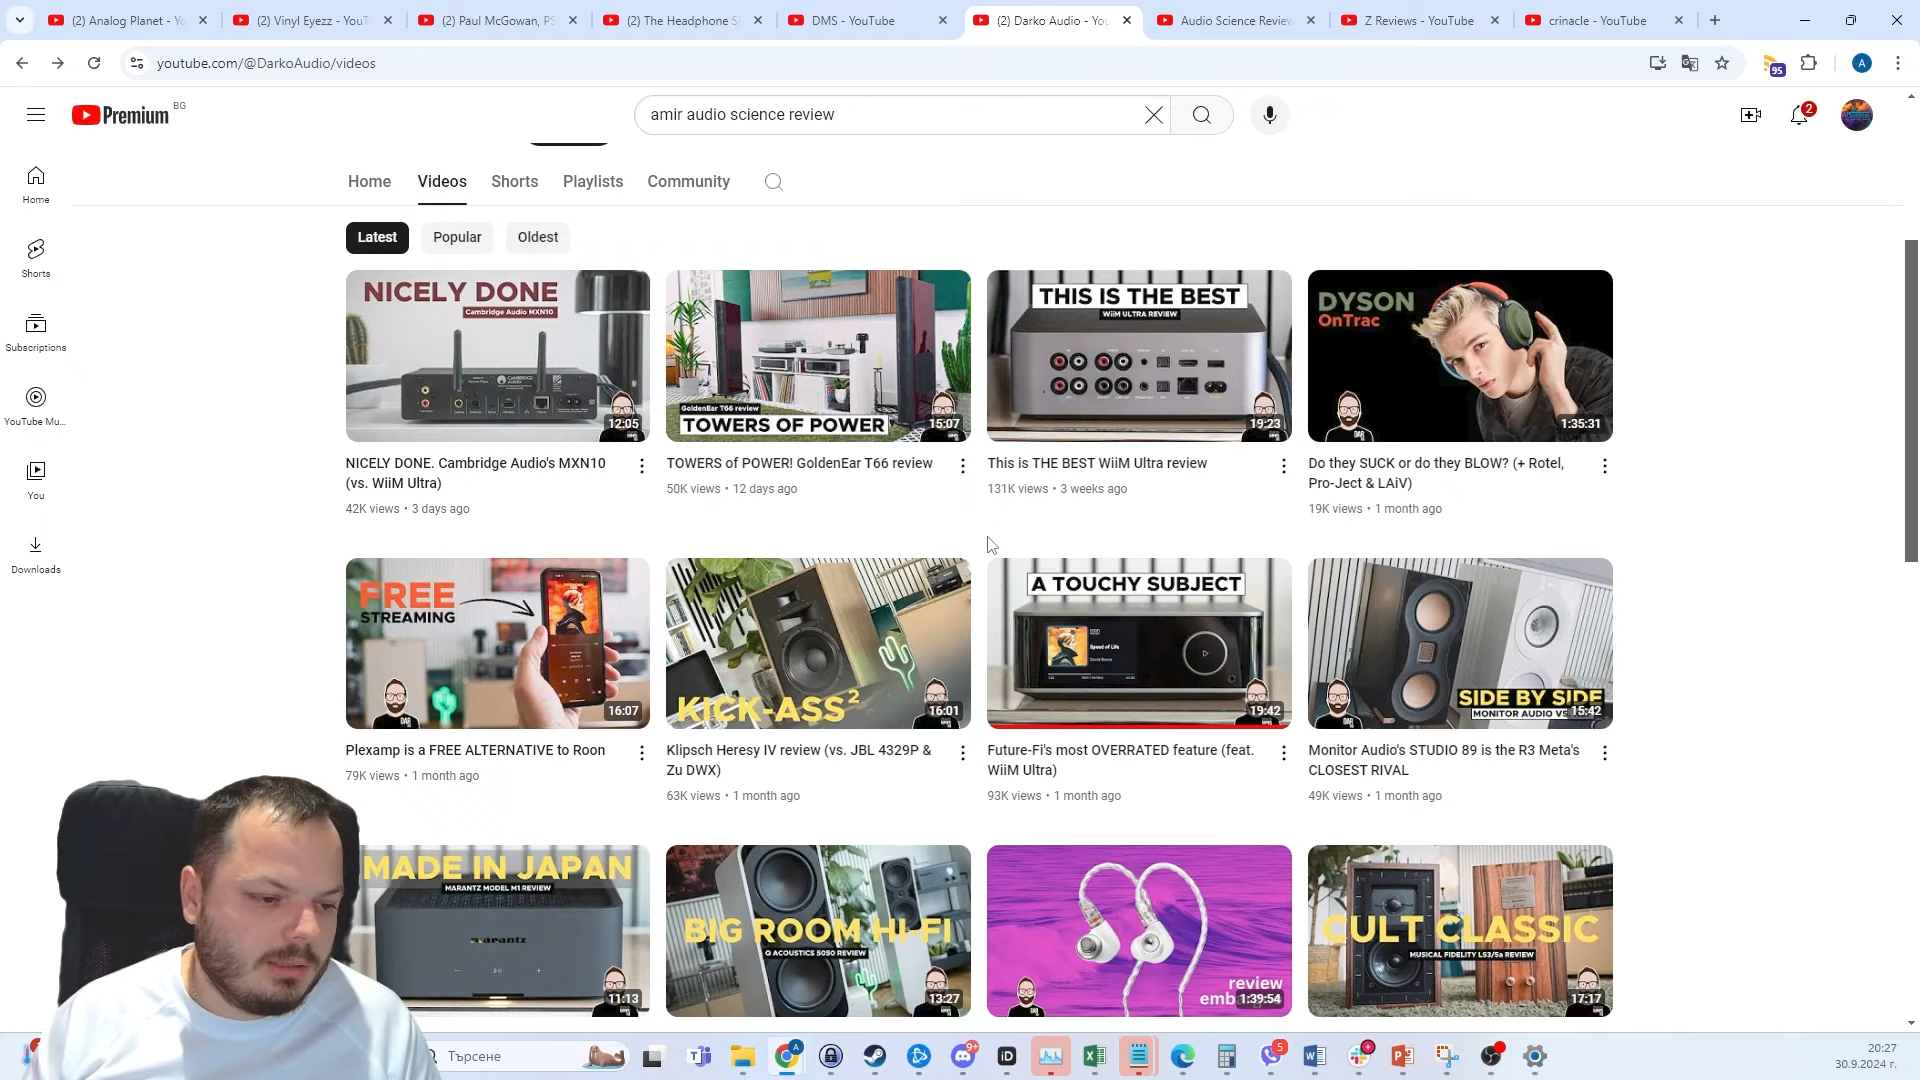 (2) Analog Planet - Yo
(2) Vinyl Eyezz - YouT
(2) Paul McGowan, PS
(2) The Headphone S
DMS - YouTube
(2) Darko Audio - You
Audio Science Review
Z Reviews - YouTube
crinacle - YouTube
youtube.com/@DarkoAudio/videos
95
A
Premium BG
amir audio science review
2
Home
Videos
Shorts
Playlists
Community
Latest
Popular
Oldest
Home
Shorts
Subscriptions
YouTube Mu...
You
Downloads
NICELY DONE
Cambridge Audio MXN10
12:05
GoldenEar T66 review
TOWERS OF POWER
15:07
THIS IS THE BEST
WiiM ULTRA REVIEW
19:23
DYSON
OnTrac
1:35:31
NICELY DONE. Cambridge Audio's MXN10
(vs. WiiM Ultra)
42K views • 3 days ago
TOWERS of POWER! GoldenEar T66 review
50K views • 12 days ago
This is THE BEST WiiM Ultra review
131K views • 3 weeks ago
Do they SUCK or do they BLOW? (+ Rotel,
Pro-Ject & LAiV)
19K views • 1 month ago
FREE
STREAMING
16:07
KICK-ASS²
16:01
A TOUCHY SUBJECT
Speed of Life
19:42
SIDE BY SIDE
MONITOR AUDIO VS
15:42
Plexamp is a FREE ALTERNATIVE to Roon
79K views • 1 month ago
Klipsch Heresy IV review (vs. JBL 4329P &
Zu DWX)
63K views • 1 month ago
Future-Fi's most OVERRATED feature (feat.
WiiM Ultra)
93K views • 1 month ago
Monitor Audio's STUDIO 89 is the R3 Meta's
CLOSEST RIVAL
49K views • 1 month ago
MADE IN JAPAN
MARANTZ MODEL M1 REVIEW
marantz
11:13
BIG ROOM HI-FI
Q ACOUSTICS 5050 REVIEW
13:27
review
emb
1:39:54
CULT CLASSIC
MUSICAL FIDELITY LS3/5a REVIEW
17:17
Търсене
9+
5
20:27
30.9.2024 г.